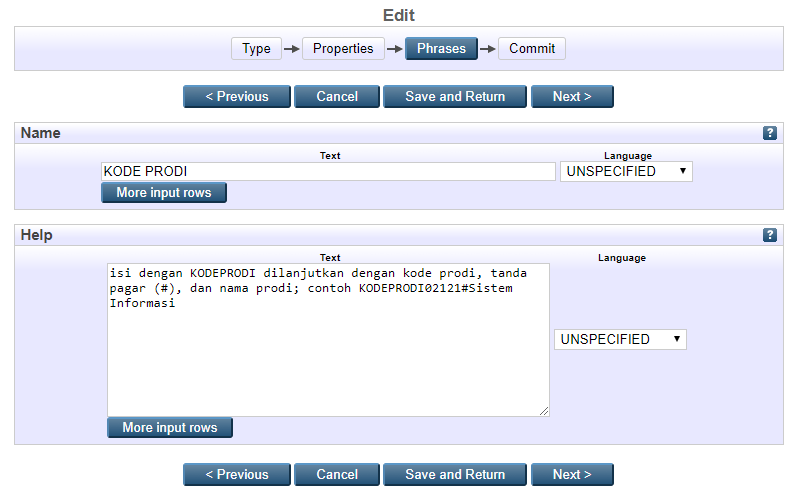 Edit
Type Properties Phrases Commit
< Previous Cancel Save and Return Next >
Name ?
Text Language
KODE PRODI UNSPECIFIED
More input rows
Help ?
Text Language
isi dengan KODEPRODI dilanjutkan dengan kode prodi, tanda
pagar (#), dan nama prodi; contoh KODEPRODI02121#Sistem
Informasi
UNSPECIFIED
More input rows
< Previous Cancel Save and Return Next >